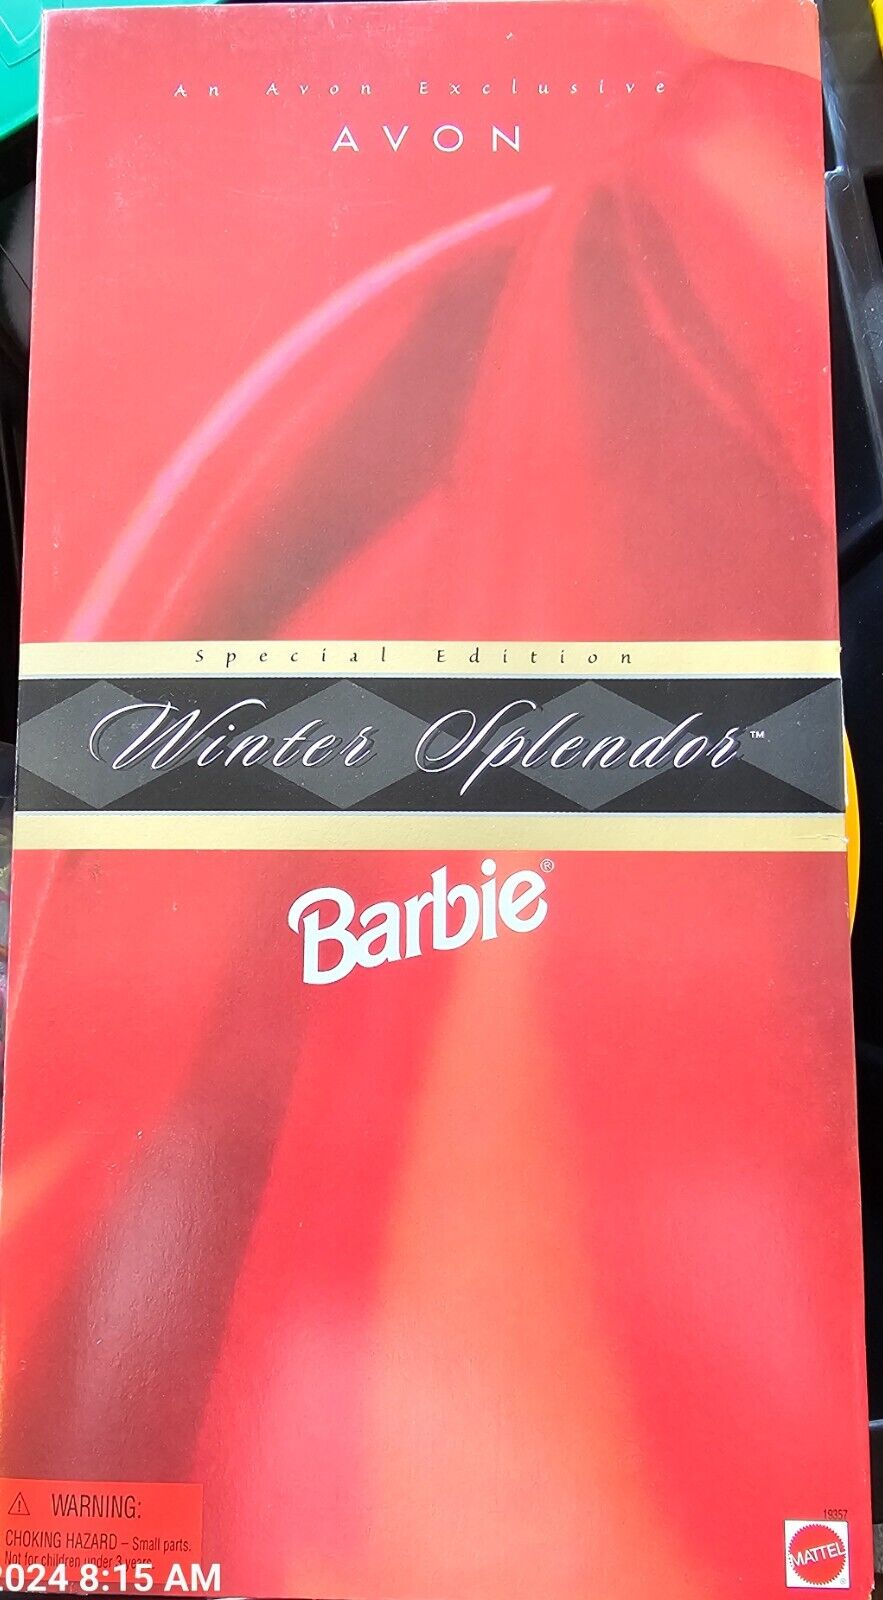 An Avon Exclusive
AVON
Special Edition
Winter Splendor™
Barbie®
⚠ WARNING:
CHOKING HAZARD – Small parts.
Not for children under 3 years.
19357
MATTEL®
2024 8:15 AM